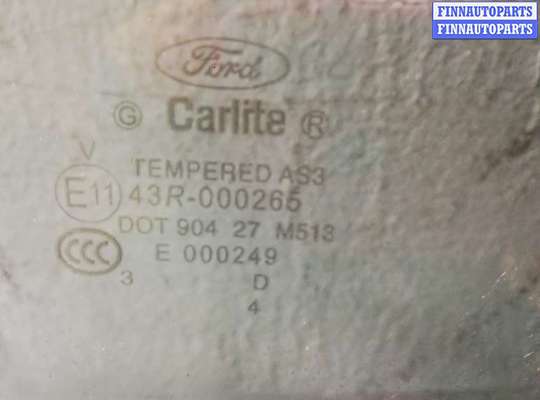 FINNAUTOPARTS
FINNAUTOPARTS
Ford
G Carlite ®
V
TEMPERED AS3
E11 43R-000265
DOT 904 27 M513
CCC E 000249
3 D
4